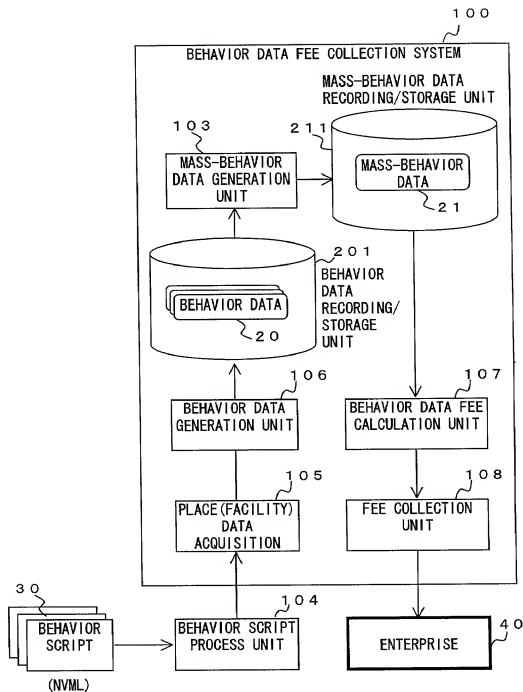 100
BEHAVIOR DATA FEE COLLECTION SYSTEM
MASS-BEHAVIOR DATA
RECORDING/STORAGE UNIT
103
211
MASS-BEHAVIOR
DATA GENERATION
UNIT
MASS-BEHAVIOR
DATA
21
201
BEHAVIOR
DATA
RECORDING/
STORAGE
UNIT
BEHAVIOR DATA
20
106
BEHAVIOR DATA
GENERATION UNIT
107
BEHAVIOR DATA FEE
CALCULATION UNIT
105
PLACE(FACILITY)
DATA
ACQUISITION
108
FEE COLLECTION
UNIT
30
BEHAVIOR
SCRIPT
(NVML)
104
BEHAVIOR SCRIPT
PROCESS UNIT
40
ENTERPRISE